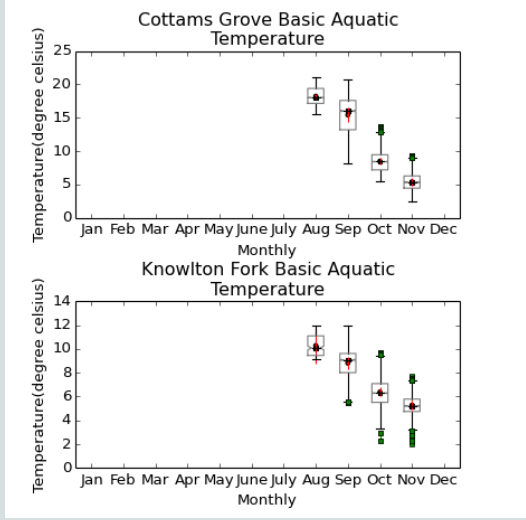 Cottams Grove Basic Aquatic
Temperature
Temperature(degree celsius)
25
20
15
10
5
0
Jan Feb Mar Apr May June July Aug Sep Oct Nov Dec
Monthly
Knowlton Fork Basic Aquatic
Temperature
Temperature(degree celsius)
14
12
10
8
6
4
2
0
Jan Feb Mar Apr May June July Aug Sep Oct Nov Dec
Monthly